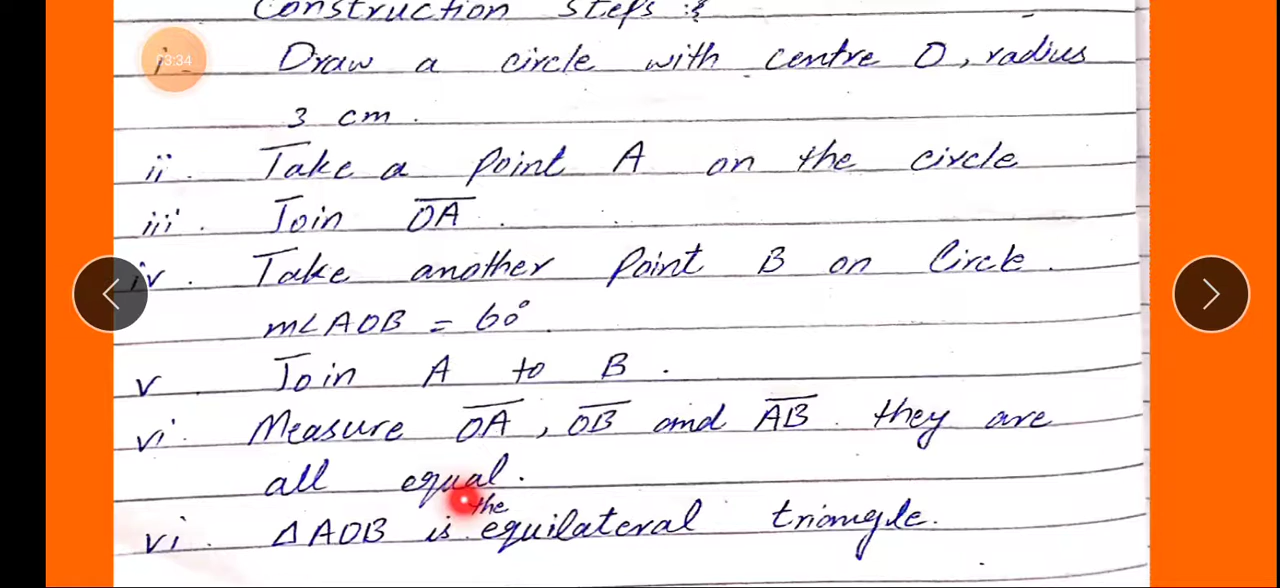 Construction Steps :-
i. Draw a circle with centre O, radius
3 cm.
ii. Take a point A on the circle
iii. Join OA.
iv. Take another point B on Circle.
m∠AOB = 60°.
v. Join A to B.
vi. Measure OA, OB and AB. they are
all equal.
the
vi. ΔAOB is equilateral triangle.
03:34